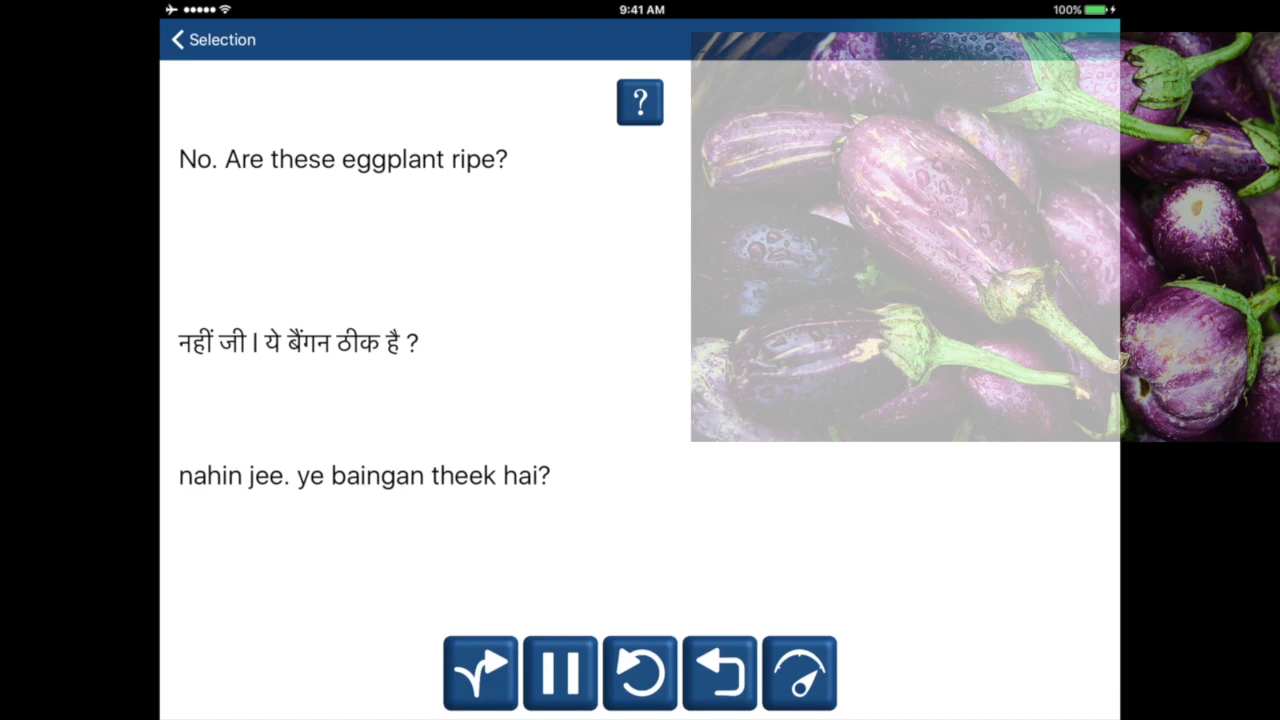 9:41 AM
100%
Selection
?
No. Are these eggplant ripe?
नहीं जी I ये बैंगन ठीक है ?
nahin jee. ye baingan theek hai?